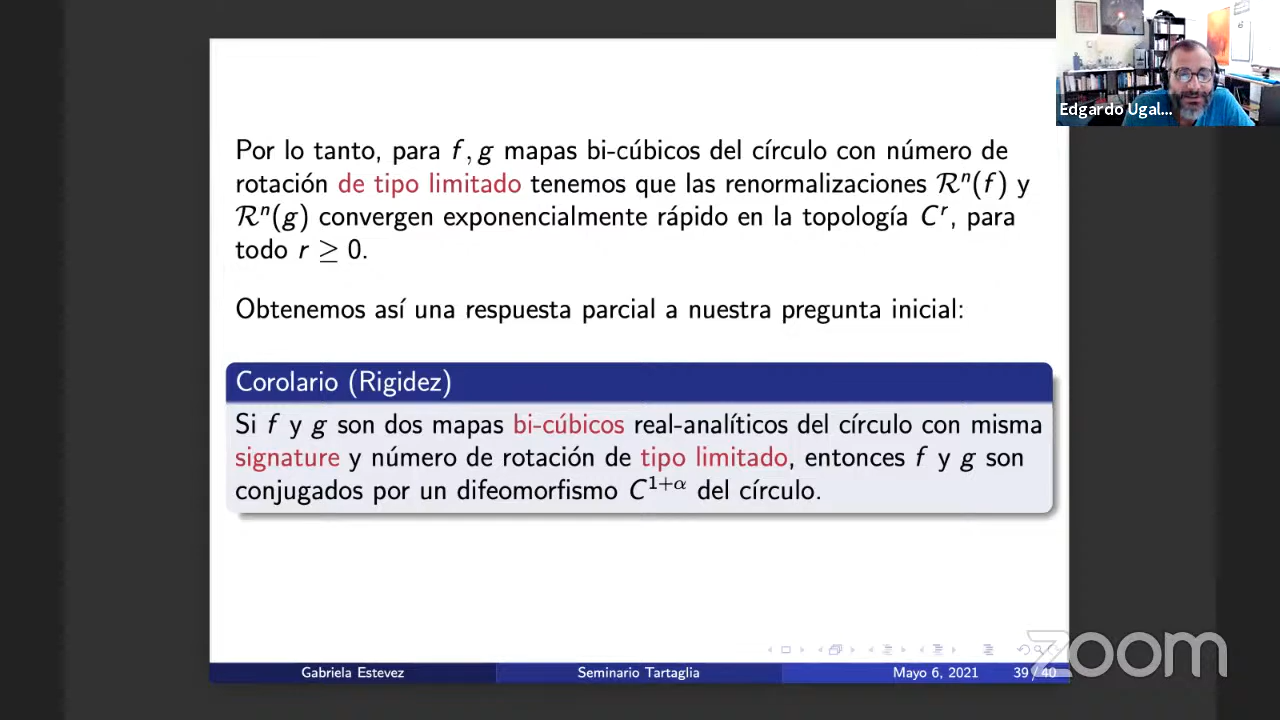 Edgardo Ugal...
Por lo tanto, para f, g mapas bi-cúbicos del círculo con número de
rotación de tipo limitado tenemos que las renormalizaciones ℛⁿ(f) y
ℛⁿ(g) convergen exponencialmente rápido en la topología Cʳ, para
todo r ≥ 0.
Obtenemos así una respuesta parcial a nuestra pregunta inicial:
Corolario (Rigidez)
Si f y g son dos mapas bi-cúbicos real-analíticos del círculo con misma
signature y número de rotación de tipo limitado, entonces f y g son
conjugados por un difeomorfismo C¹⁺ᵅ del círculo.
zoom
Gabriela Estevez Seminario Tartaglia Mayo 6, 2021 39 / 40